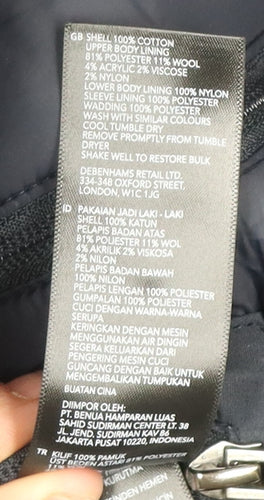 GB SHELL 100% COTTON
UPPER BODY LINING
81% POLYESTER 11% WOOL
4% ACRYLIC 2% VISCOSE
2% NYLON
LOWER BODY LINING 100% NYLON
SLEEVE LINING 100% POLYESTER
WADDING 100% POLYESTER
WASH WITH SIMILAR COLOURS
COOL TUMBLE DRY
REMOVE PROMPTLY FROM TUMBLE
DRYER
SHAKE WELL TO RESTORE BULK
DEBENHAMS RETAIL LTD.
334-348 OXFORD STREET,
LONDON. W1C 1JG
ID PAKAIAN JADI LAKI - LAKI
SHELL 100% KATUN
PELAPIS BADAN ATAS
81% POLIESTER 11% WOL
4% AKRILIK 2% VISKOSA
2% NILON
PELAPIS BADAN BAWAH
100% NILON
PELAPIS LENGAN 100% POLIESTER
GUMPALAN 100% POLIESTER
CUCI DENGAN WARNA-WARNA
SERUPA
KERINGKAN DENGAN MESIN
MENGGUNAKAN AIR DINGIN
SEGERA KELUARKAN DARI
PENGERING MESIN CUCI
GUNCANG DENGAN BAIK UNTUK
MENGEMBALIKAN TUMPUKAN
BUATAN CINA
DIIMPOR OLEH:
PT. BENUA HAMPARAN LUAS
SAHID SUDIRMAN CENTER LT. 38
JL. JEND. SUDIRMAN KAV 86
JAKARTA PUSAT 10220, INDONESIA
TR KILIF 100% PAMUK
ÜST BEDEN ASTARI 81% POLYESTER
11%
KURUTMA